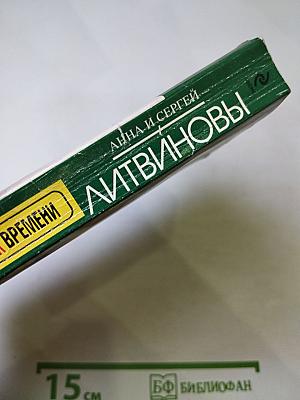 АННА И СЕРГЕЙ
ЛИТВИНОВЫ
ВРЕМЕНИ
15 см
БФ БИБЛИОФАН